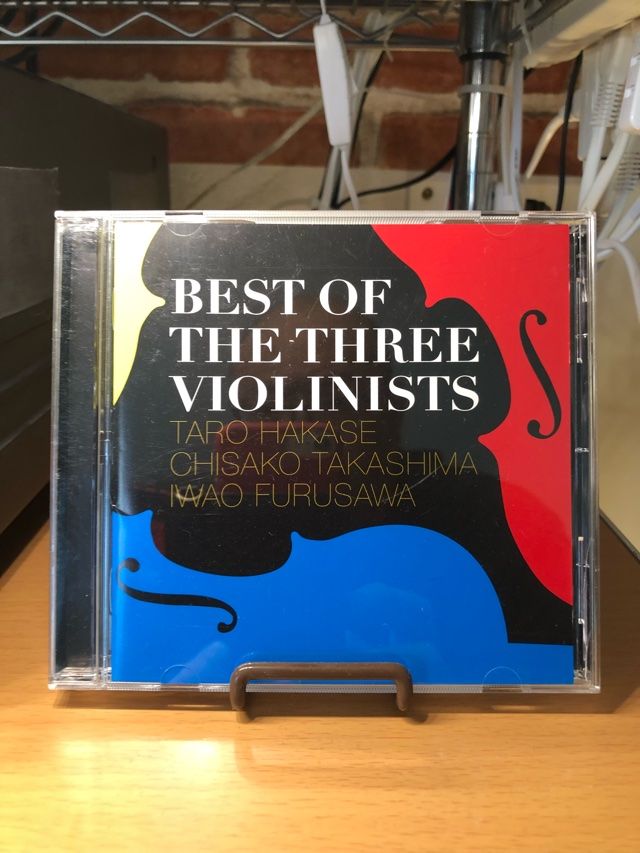 BEST OF
THE THREE
VIOLINISTS
TARO HAKASE
CHISAKO TAKASHIMA
IWAO FURUSAWA